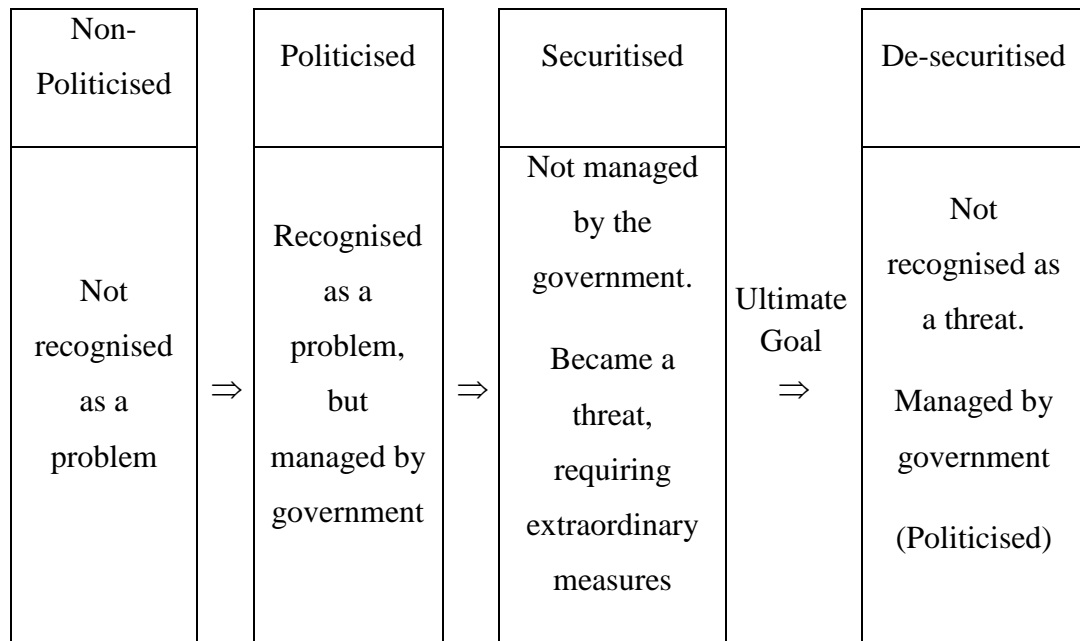 Non-
Politicised
Not
recognised
as a
problem
⇒
Politicised
Recognised
as a
problem,
but
managed by
government
⇒
Securitised
Not managed
by the
government.
Became a
threat,
requiring
extraordinary
measures
Ultimate
Goal
⇒
De-securitised
Not
recognised as
a threat.
Managed by
government
(Politicised)